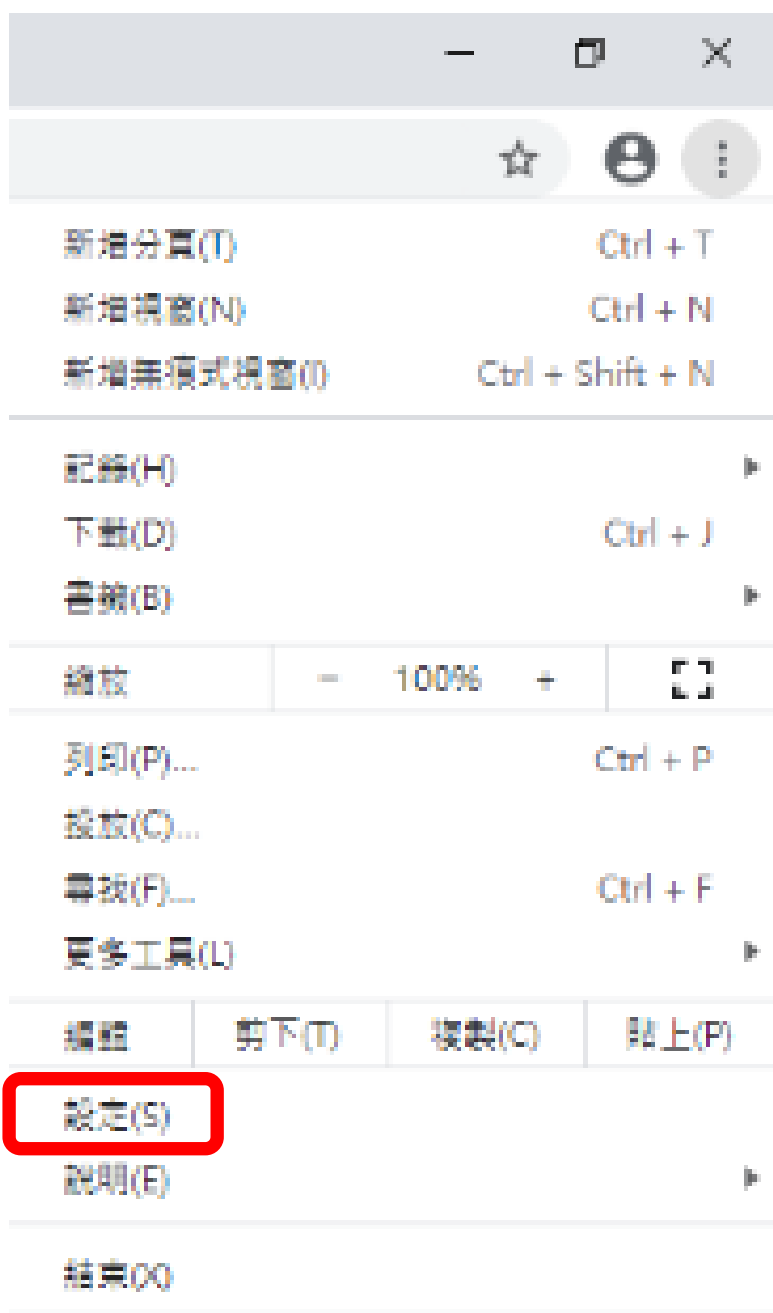 新增分頁(T) Ctrl + T
新增視窗(N) Ctrl + N
新增無痕式視窗(I) Ctrl + Shift + N
記錄(H)
下載(D) Ctrl + J
書籤(B)
縮放 − 100% +
列印(P)... Ctrl + P
投放(C)...
尋找(F)... Ctrl + F
更多工具(L)
編輯 剪下(T) 複製(C) 貼上(P)
設定(S)
說明(E)
結束(X)